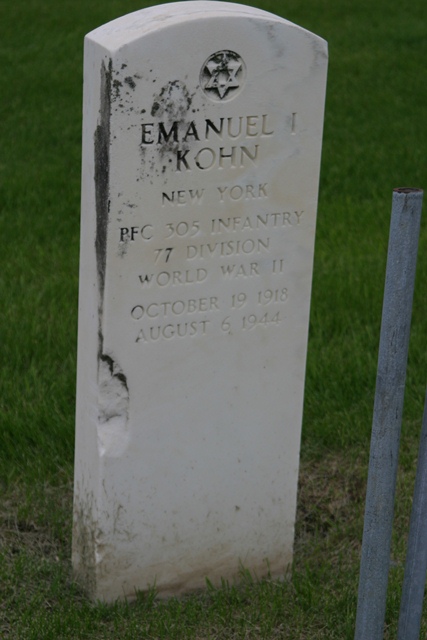 EMANUEL I
KOHN
NEW YORK
PFC 305 INFANTRY
77 DIVISION
WORLD WAR II
OCTOBER 19 1918
AUGUST 6 1944